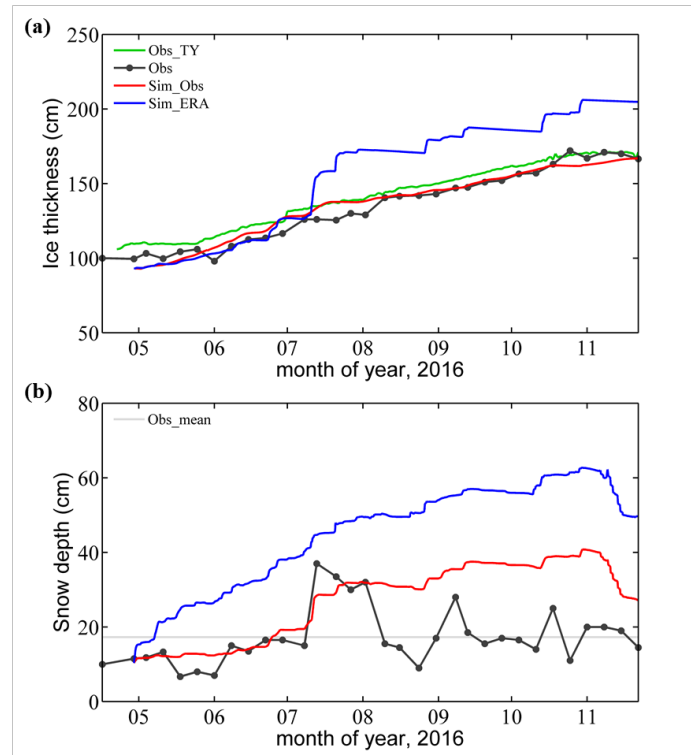 (a)
250
200
150
100
50
Ice thickness (cm)
Obs_TY
Obs
Sim_Obs
Sim_ERA
05 06 07 08 09 10 11
month of year, 2016
(b)
80
60
40
20
0
Snow depth (cm)
Obs_mean
05 06 07 08 09 10 11
month of year, 2016